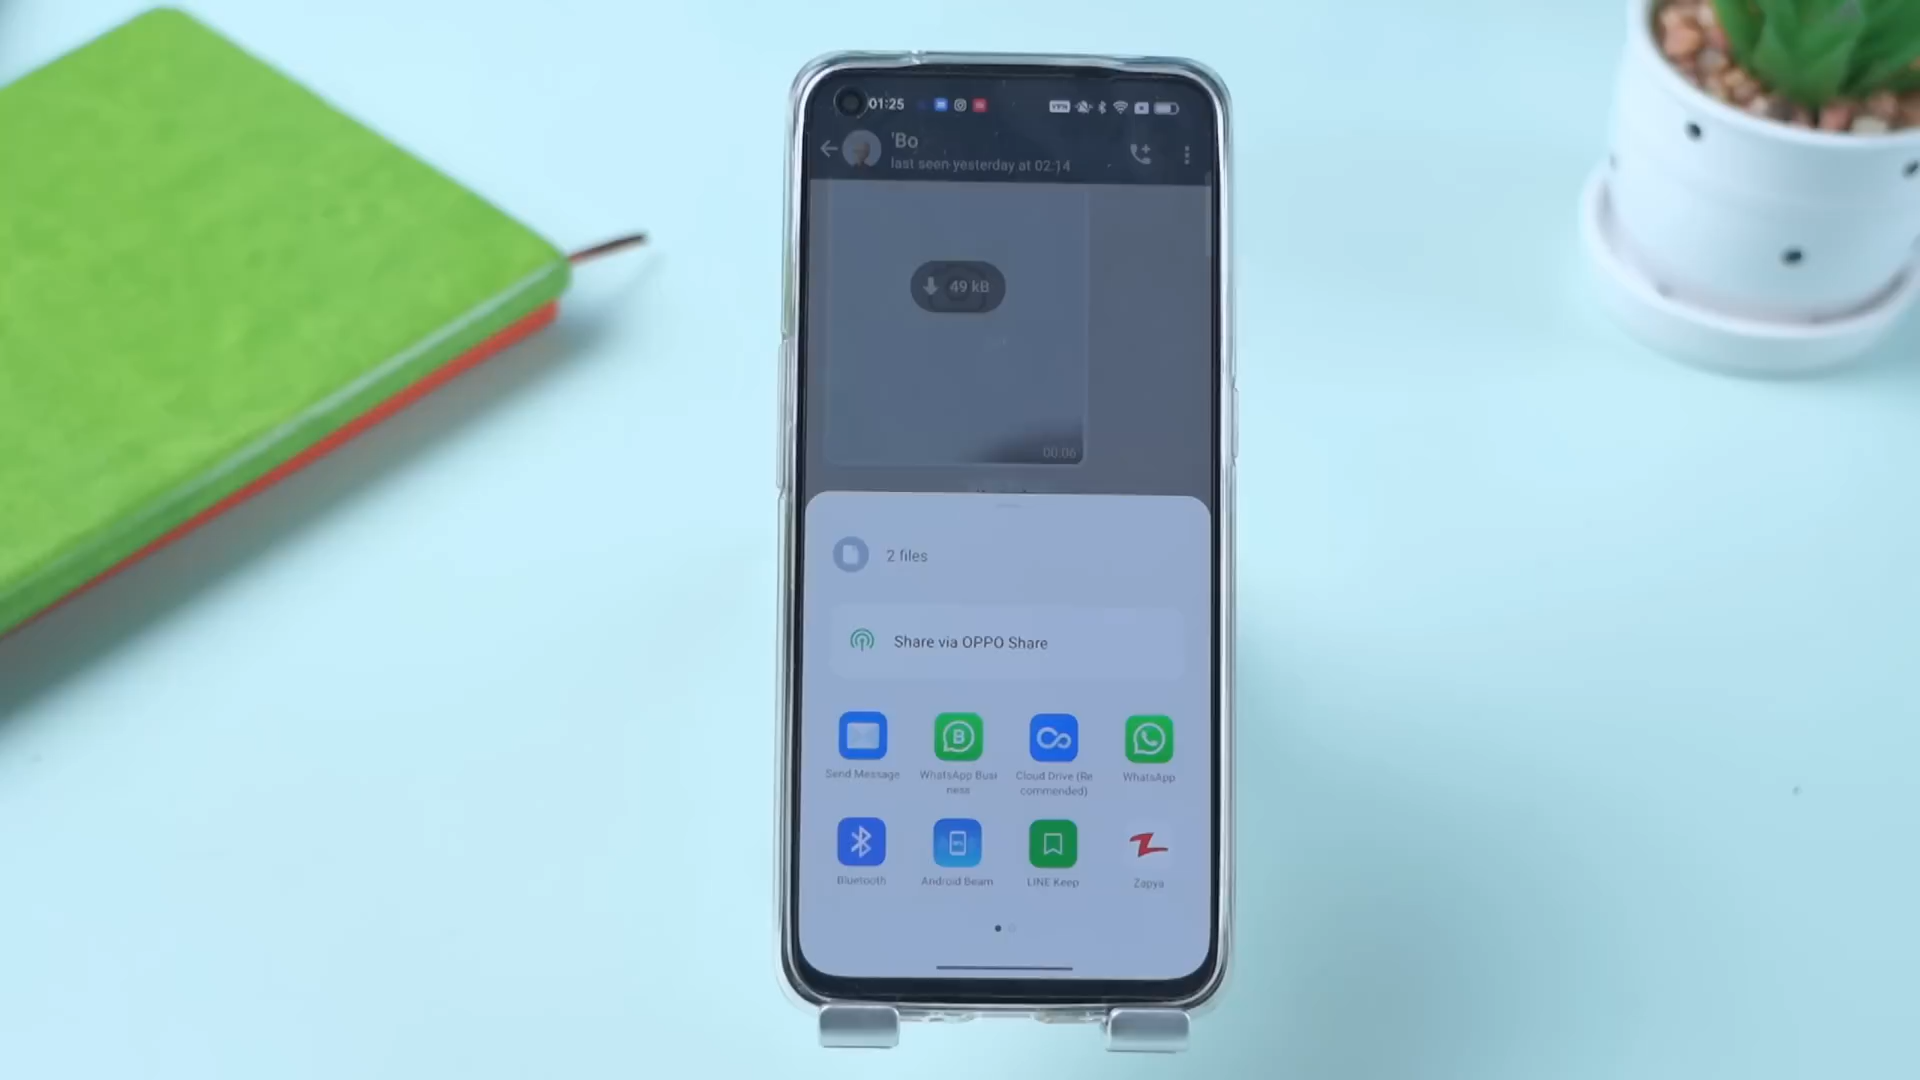 01:25
'Bo
last seen yesterday at 02:14
49 kB
00:06
2 files
Share via OPPO Share
Send Message
WhatsApp Busi
ness
Cloud Drive (Re
commended)
WhatsApp
Bluetooth
Android Beam
LINE Keep
Zapya